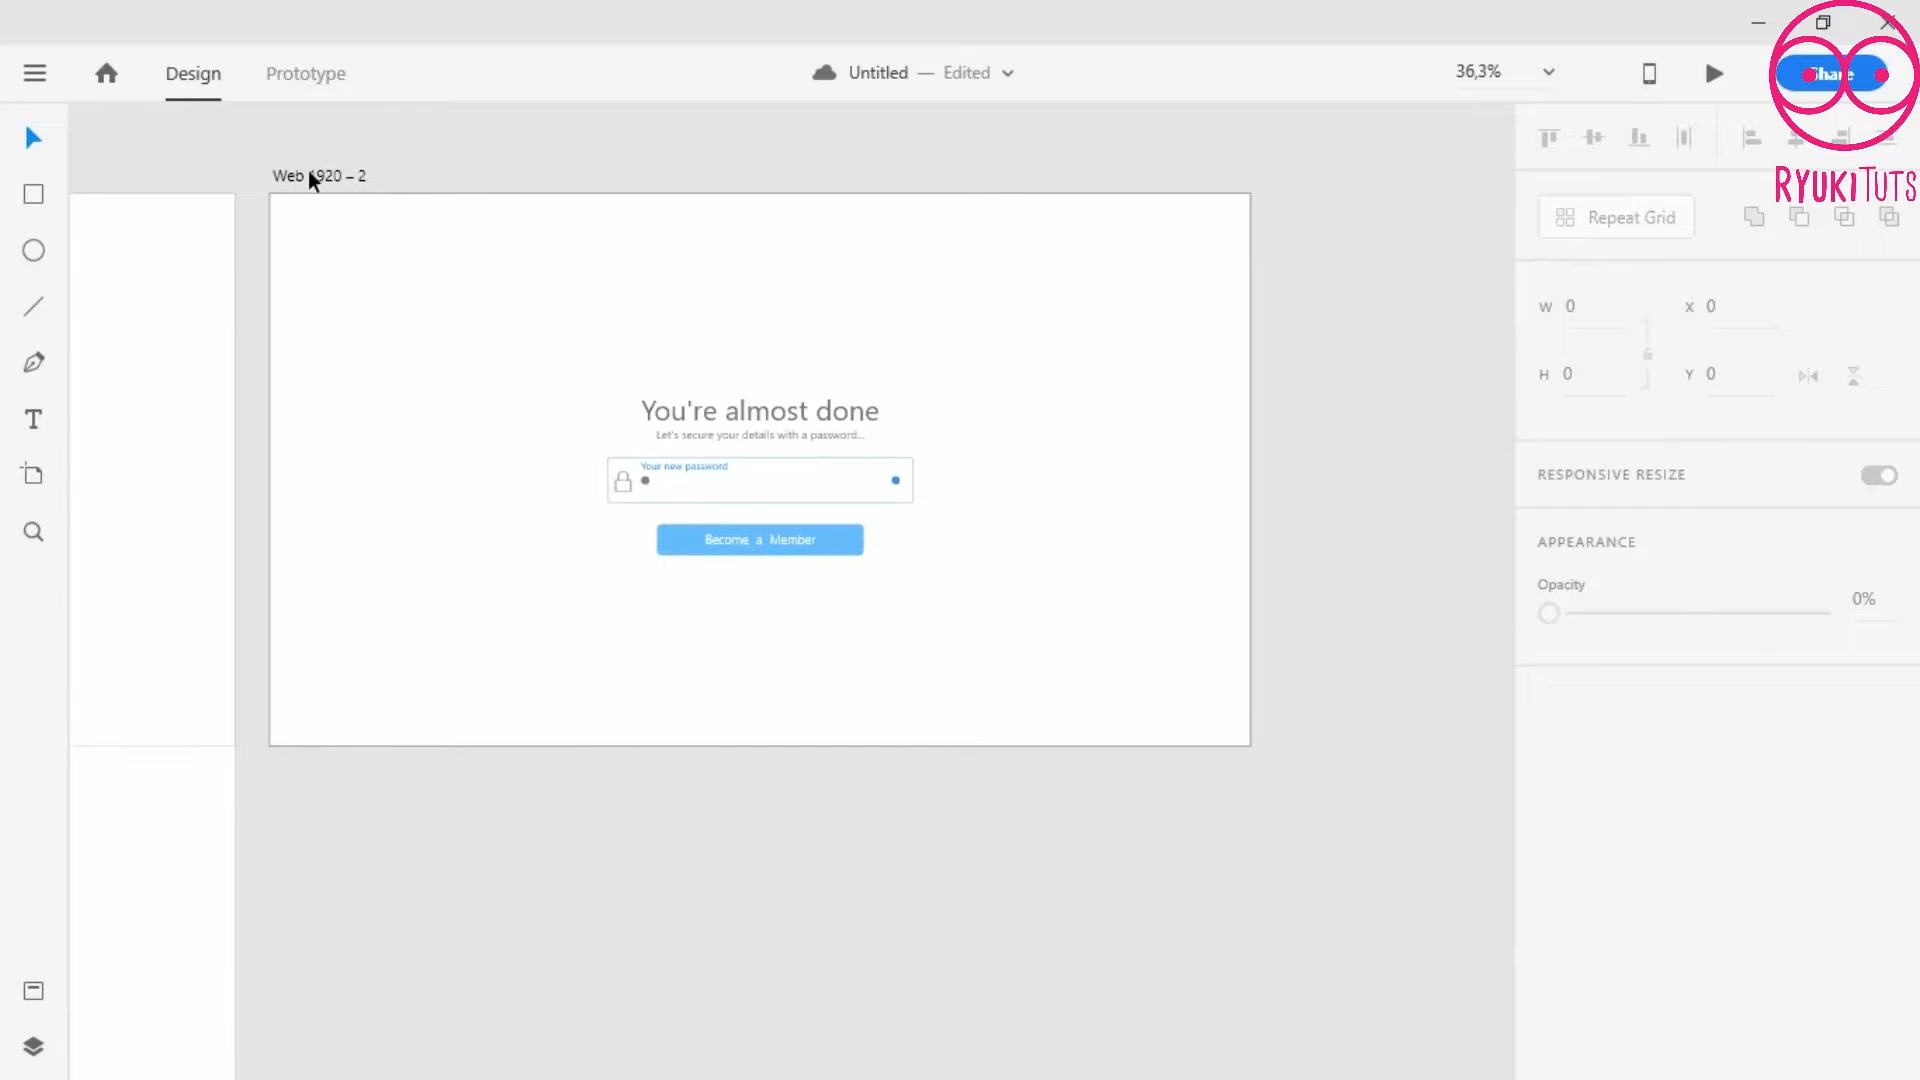 Design
Prototype
Untitled — Edited
36,3%
Share
RYUKITUTS
Web 1920 – 2
Repeat Grid
W 0
X 0
H 0
Y 0
RESPONSIVE RESIZE
APPEARANCE
Opacity
0%
You're almost done
Let's secure your details with a password...
Your new password
Become a Member